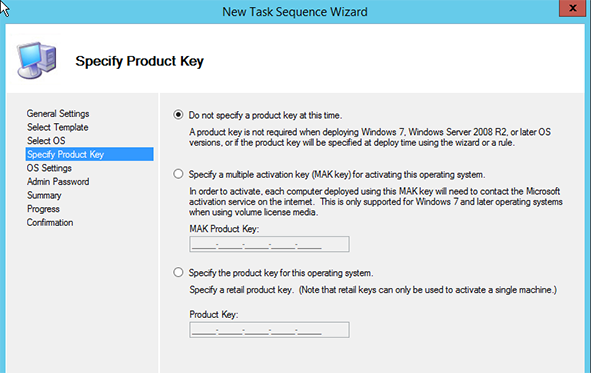 New Task Sequence Wizard
X
Specify Product Key
General Settings
Select Template
Select OS
Specify Product Key
OS Settings
Admin Password
Summary
Progress
Confirmation
Do not specify a product key at this time.
A product key is not required when deploying Windows 7, Windows Server 2008 R2, or later OS
versions, or if the product key will be specified at deploy time using the wizard or a rule.
Specify a multiple activation key (MAK key) for activating this operating system.
In order to activate, each computer deployed using this MAK key will need to contact the Microsoft
activation service on the internet. This is only supported for Windows 7 and later operating systems
when using volume license media.
MAK Product Key:
_____-_____-_____-_____-_____
Specify the product key for this operating system.
Specify a retail product key. (Note that retail keys can only be used to activate a single machine.)
Product Key:
_____-_____-_____-_____-_____